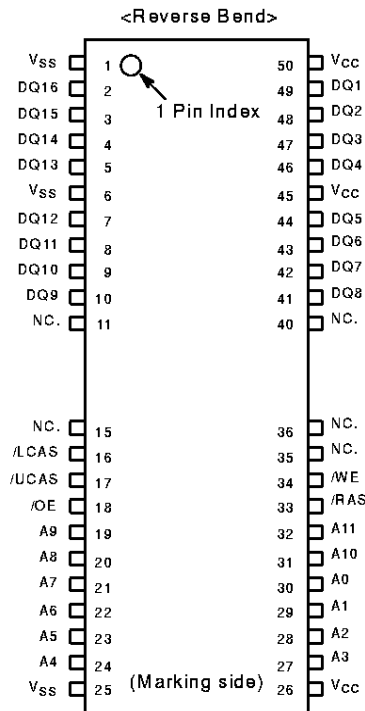 <Reverse Bend>
VSS 1 50 VCC
DQ16 2 49 DQ1
1 Pin Index
DQ15 3 48 DQ2
DQ14 4 47 DQ3
DQ13 5 46 DQ4
VSS 6 45 VCC
DQ12 7 44 DQ5
DQ11 8 43 DQ6
DQ10 9 42 DQ7
DQ9 10 41 DQ8
NC. 11 40 NC.
NC. 15 36 NC.
/LCAS 16 35 NC.
/UCAS 17 34 /WE
/OE 18 33 /RAS
A9 19 32 A11
A8 20 31 A10
A7 21 30 A0
A6 22 29 A1
A5 23 28 A2
A4 24 27 A3
VSS 25 (Marking side) 26 VCC